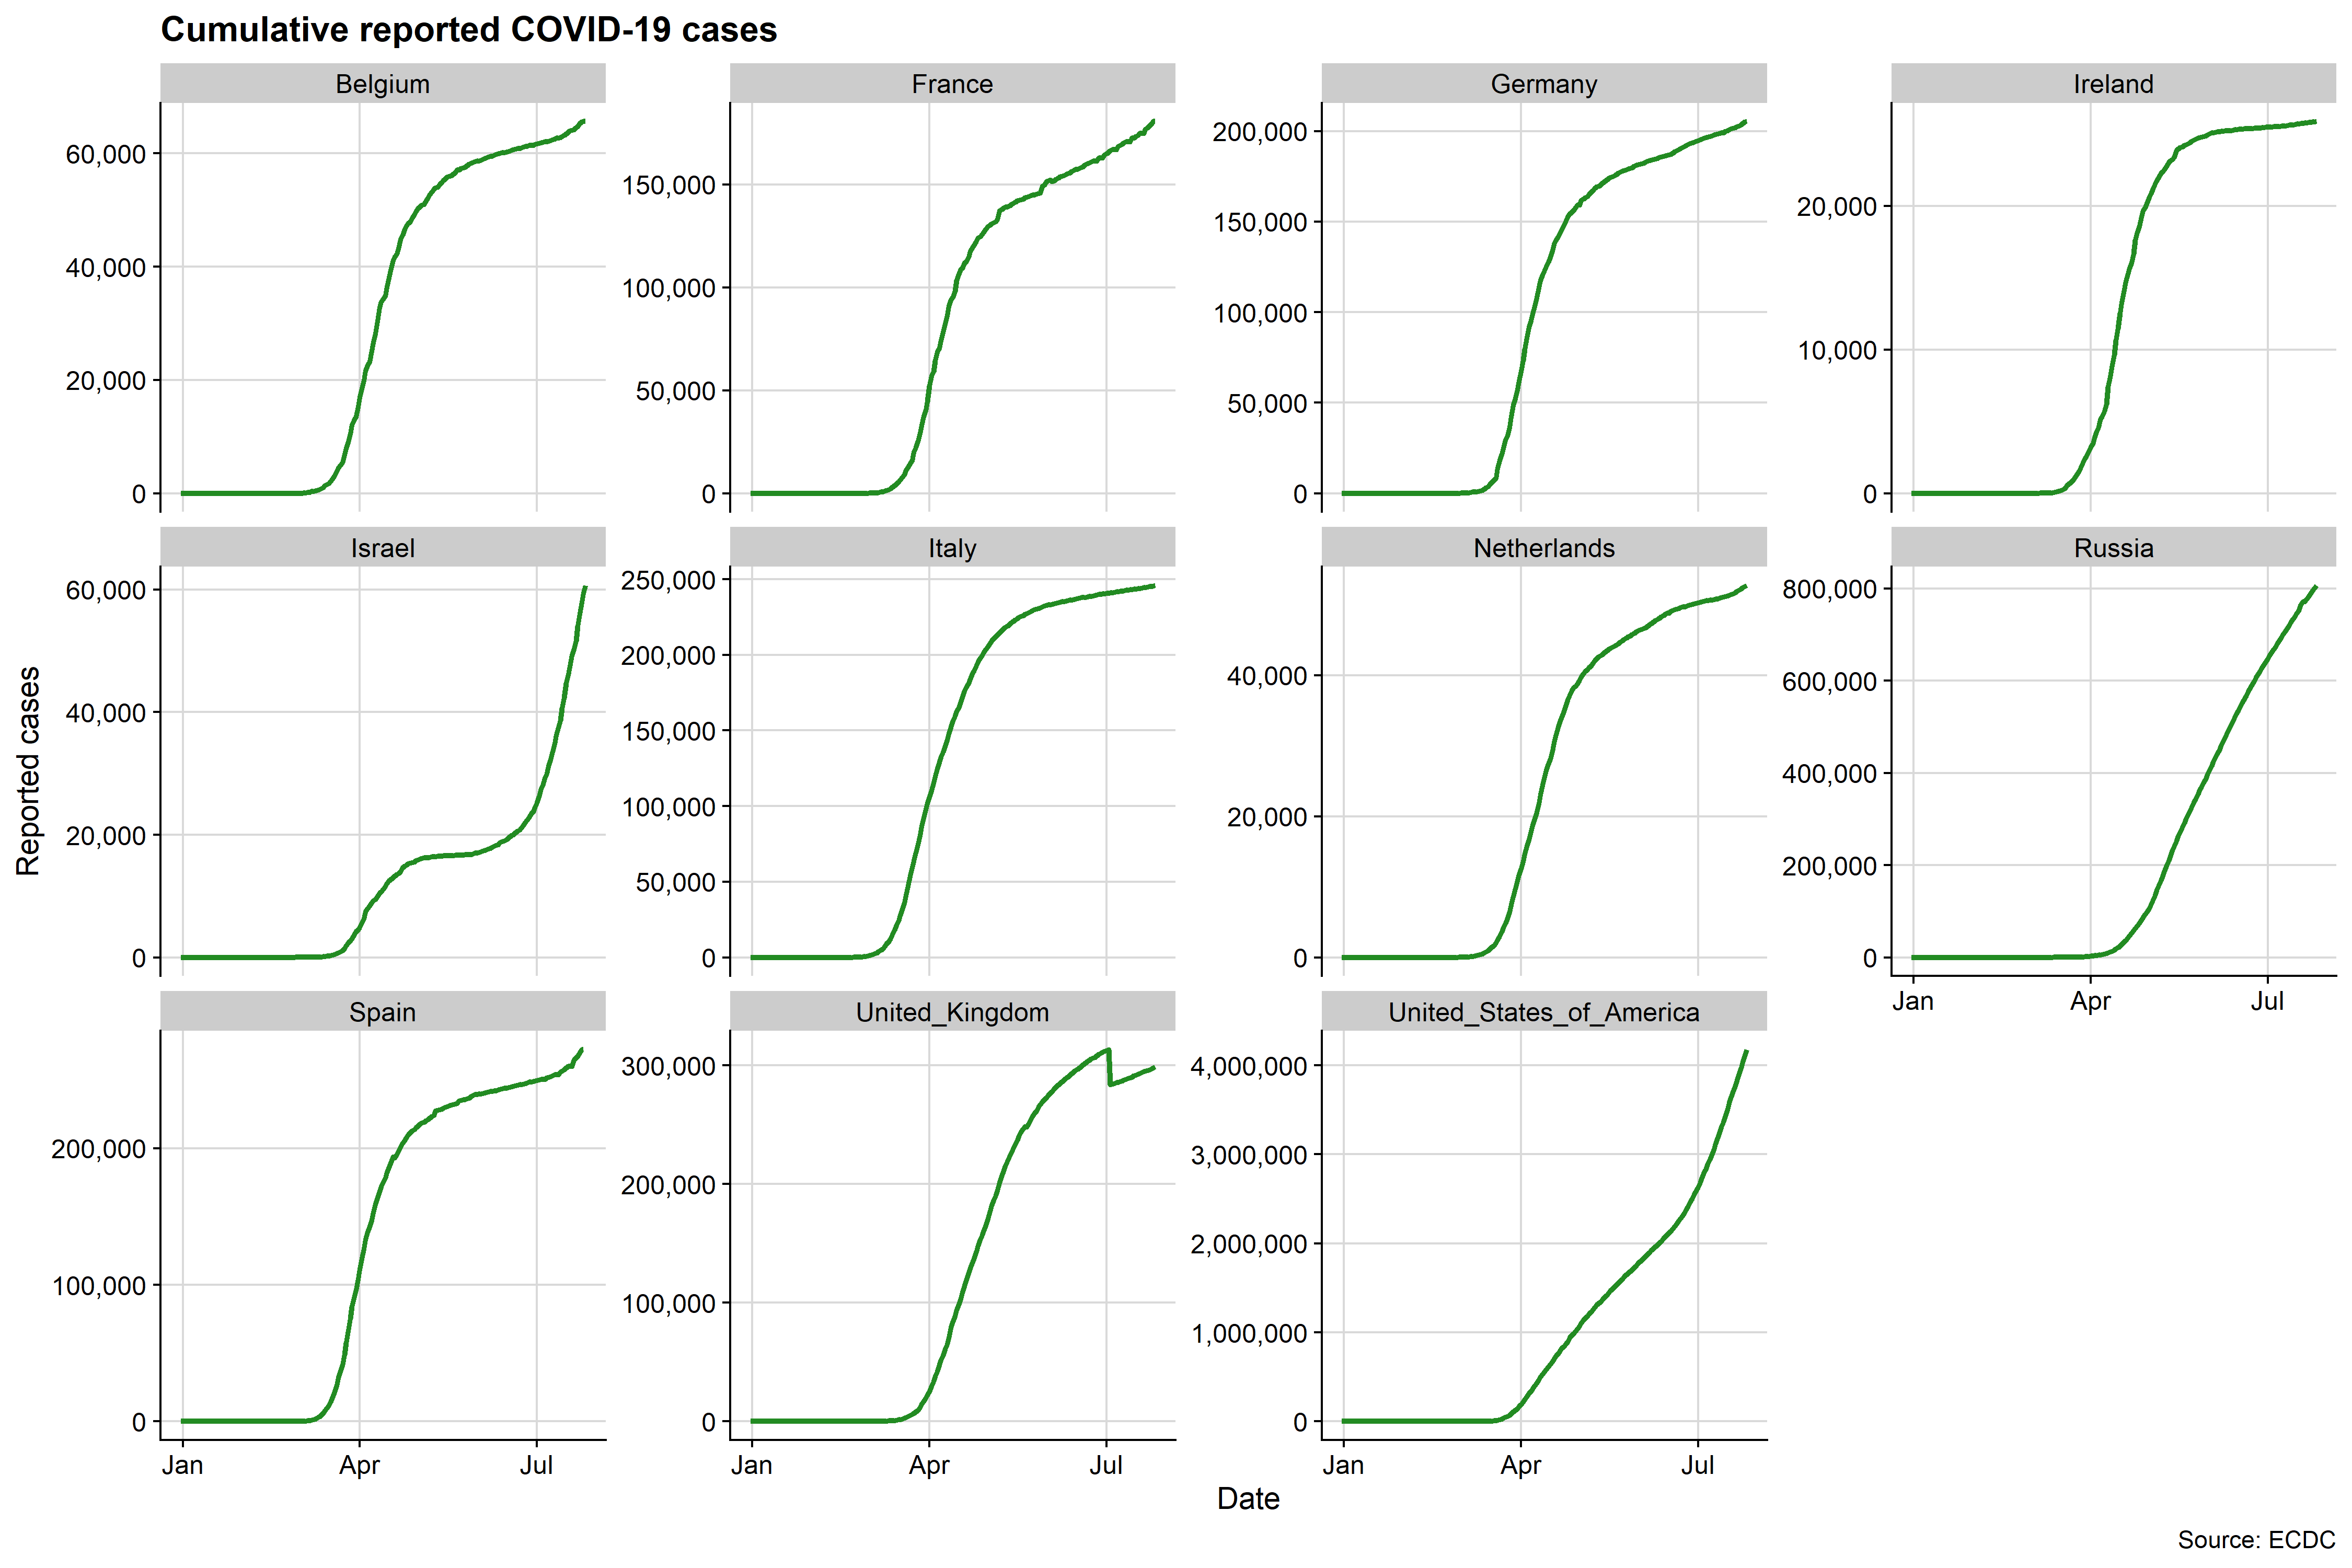 Cumulative reported COVID-19 cases
Belgium
France
Germany
Ireland
60,000
40,000
20,000
0
150,000
100,000
50,000
0
200,000
150,000
100,000
50,000
0
20,000
10,000
0
Israel
Italy
Netherlands
Russia
60,000
40,000
20,000
0
250,000
200,000
150,000
100,000
50,000
0
40,000
20,000
0
800,000
600,000
400,000
200,000
0
Jan Apr Jul
Reported cases
Spain
United_Kingdom
United_States_of_America
200,000
100,000
0
300,000
200,000
100,000
0
4,000,000
3,000,000
2,000,000
1,000,000
0
Jan Apr Jul
Jan Apr Jul
Jan Apr Jul
Date
Source: ECDC